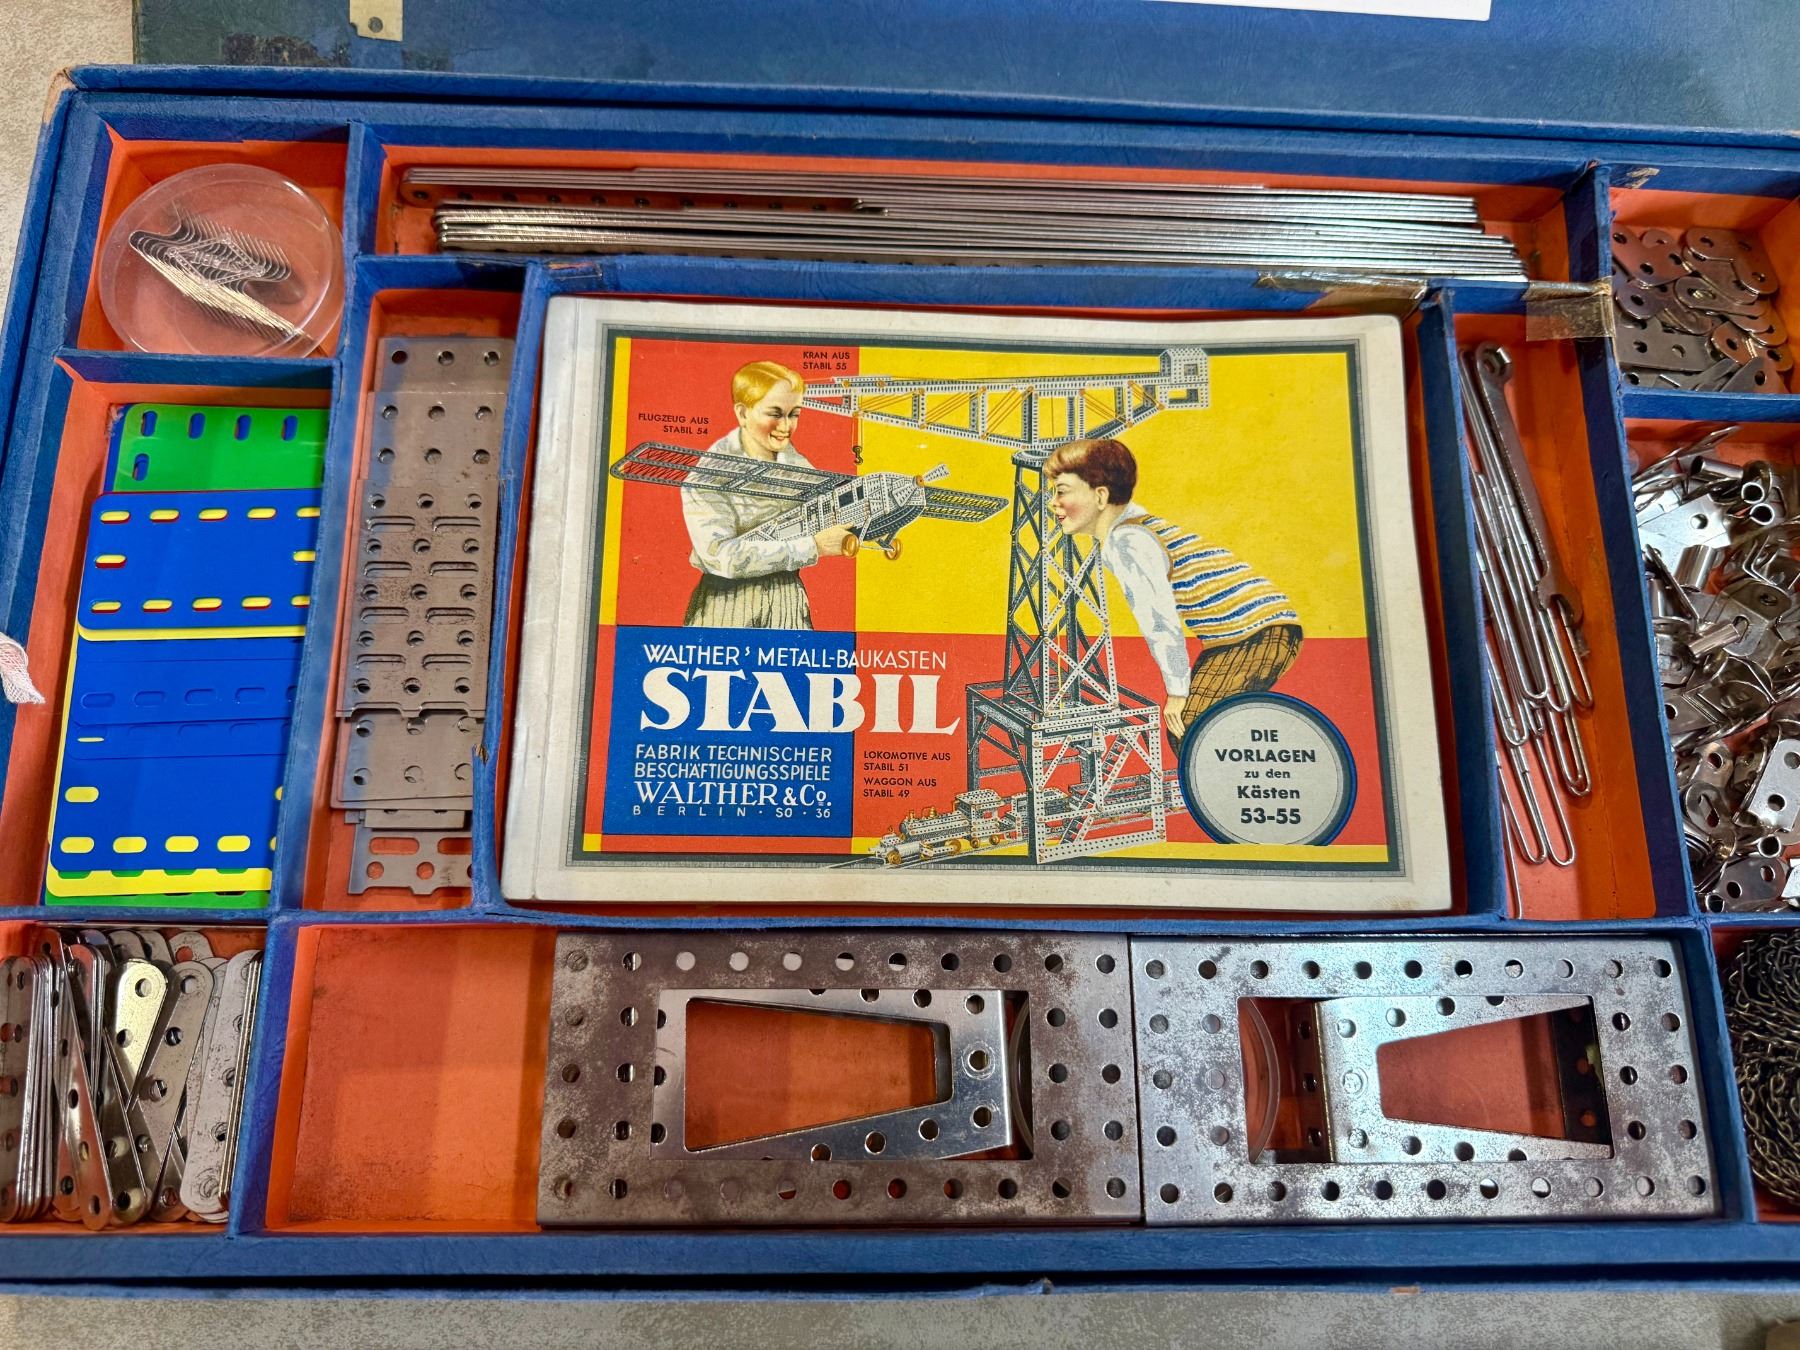 KRAN AUS
STABIL 55
FLUGZEUG AUS
STABIL 54
WALTHER's METALL-BAUKASTEN
STABIL
FABRIK TECHNISCHER
BESCHÄFTIGUNGSSPIELE
WALTHER & Co.
BERLIN · SO · 36
LOKOMOTIVE AUS
STABIL 51
WAGGON AUS
STABIL 49
DIE
VORLAGEN
zu den
Kästen
53-55